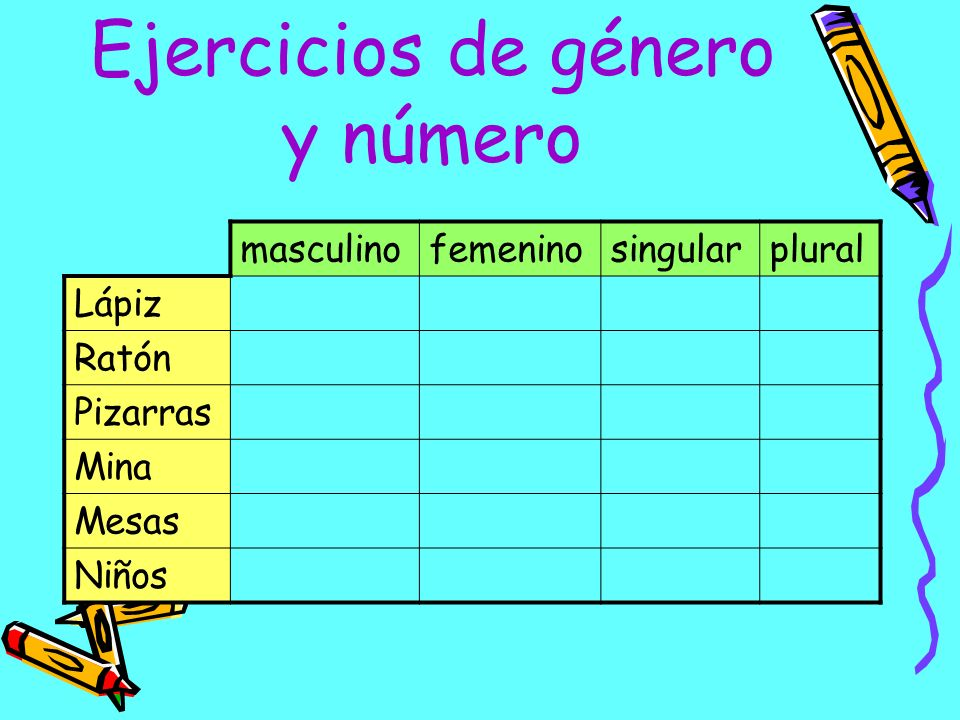 Ejercicios de género
y número
masculino femenino singular plural
Lápiz
Ratón
Pizarras
Mina
Mesas
Niños